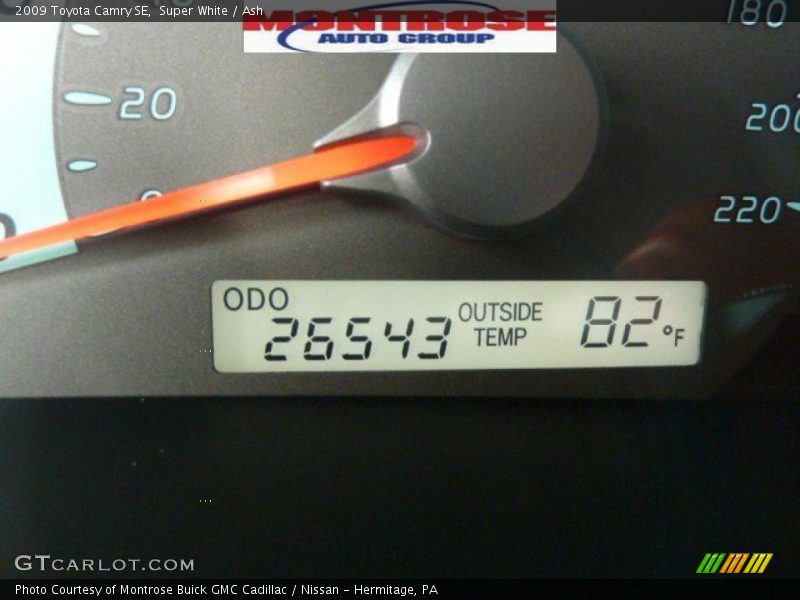 2009 Toyota Camry SE, Super White / Ash
MONTROSE
AUTO GROUP
180
20
200
0
220
ODO
26543
OUTSIDE
TEMP
82°F
GTCARLOT.COM
Photo Courtesy of Montrose Buick GMC Cadillac / Nissan - Hermitage, PA